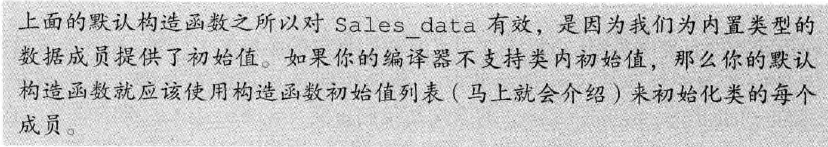 上面的默认构造函数之所以对 Sales_data 有效，是因为我们为内置类型的
数据成员提供了初始值。如果你的编译器不支持类内初始值，那么你的默认
构造函数就应该使用构造函数初始值列表（马上就会介绍）来初始化类的每个
成员。